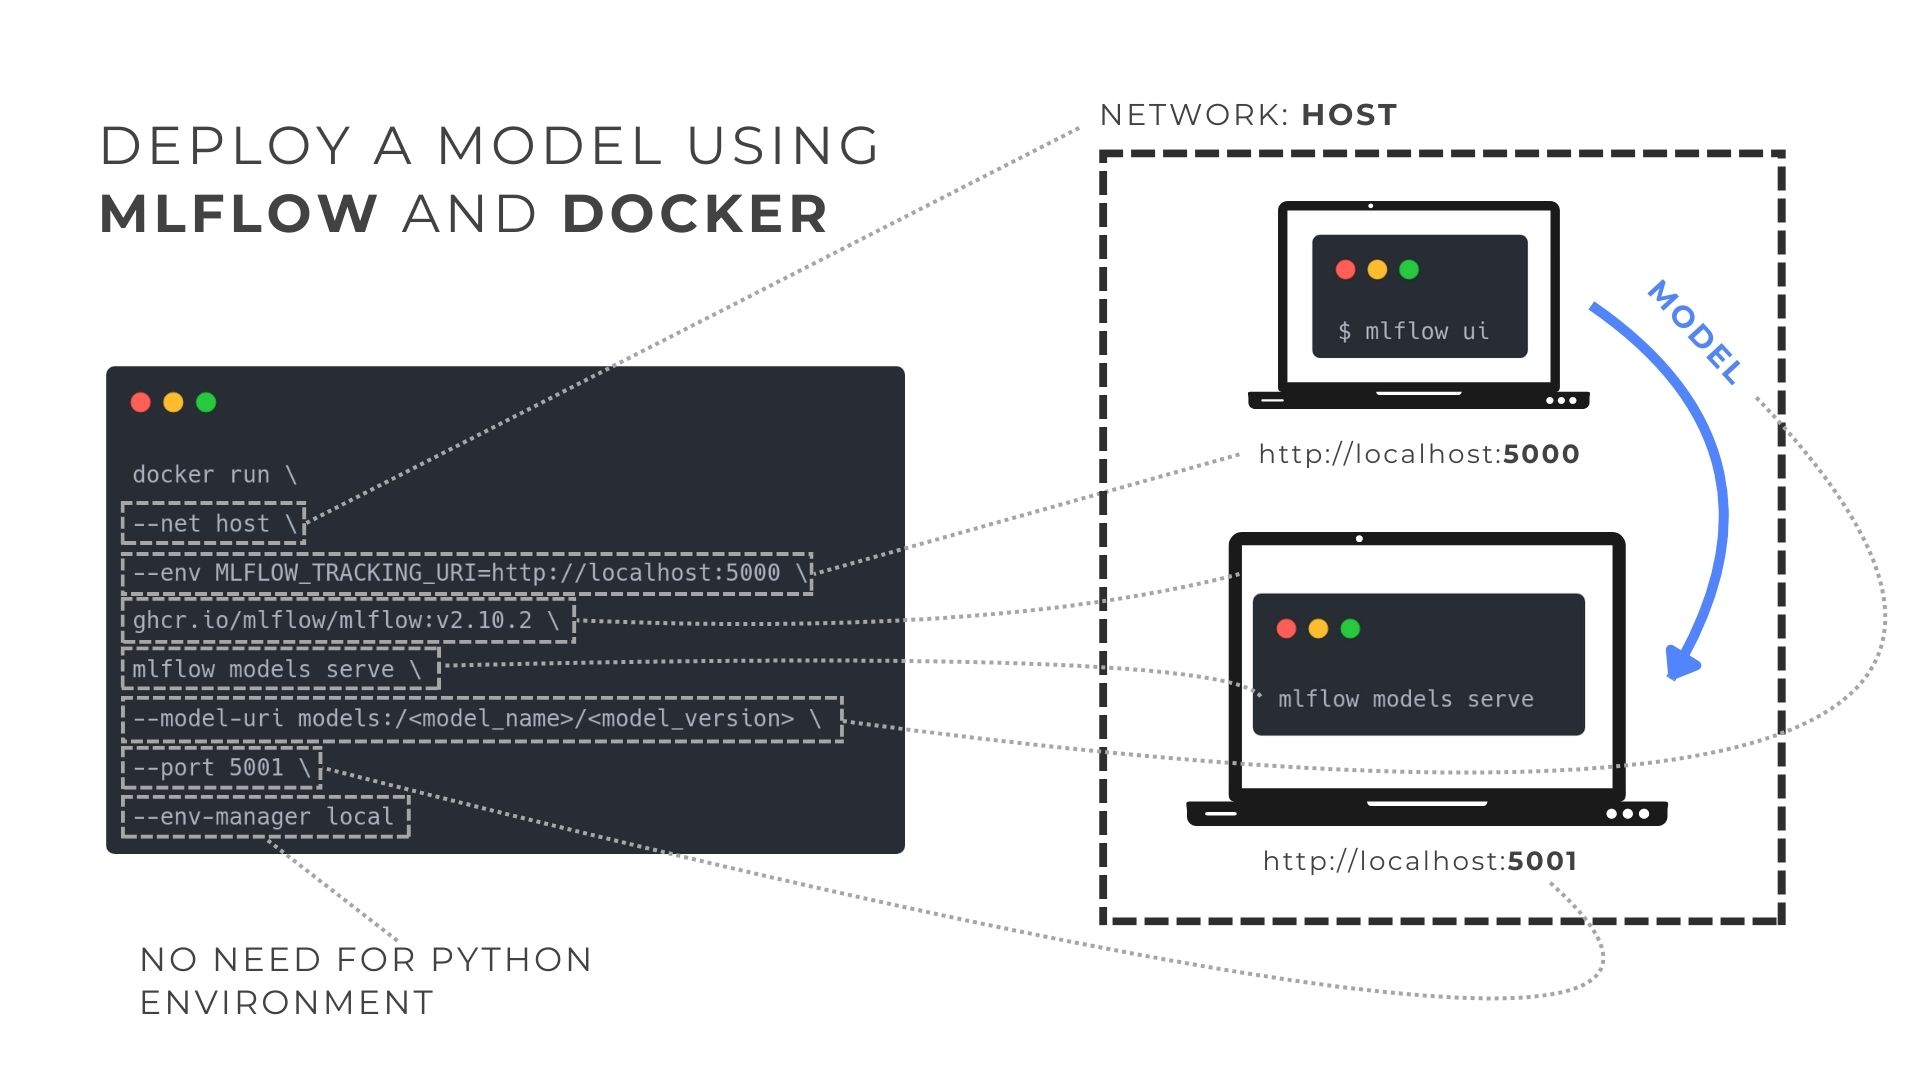 DEPLOY A MODEL USING
MLFLOW AND DOCKER
docker run \
--net host \
--env MLFLOW_TRACKING_URI=http://localhost:5000 \
ghcr.io/mlflow/mlflow:v2.10.2 \
mlflow models serve \
--model-uri models:/<model_name>/<model_version> \
--port 5001 \
--env-manager local
NO NEED FOR PYTHON
ENVIRONMENT
NETWORK: HOST
$ mlflow ui
MODEL
http://localhost:5000
mlflow models serve
http://localhost:5001